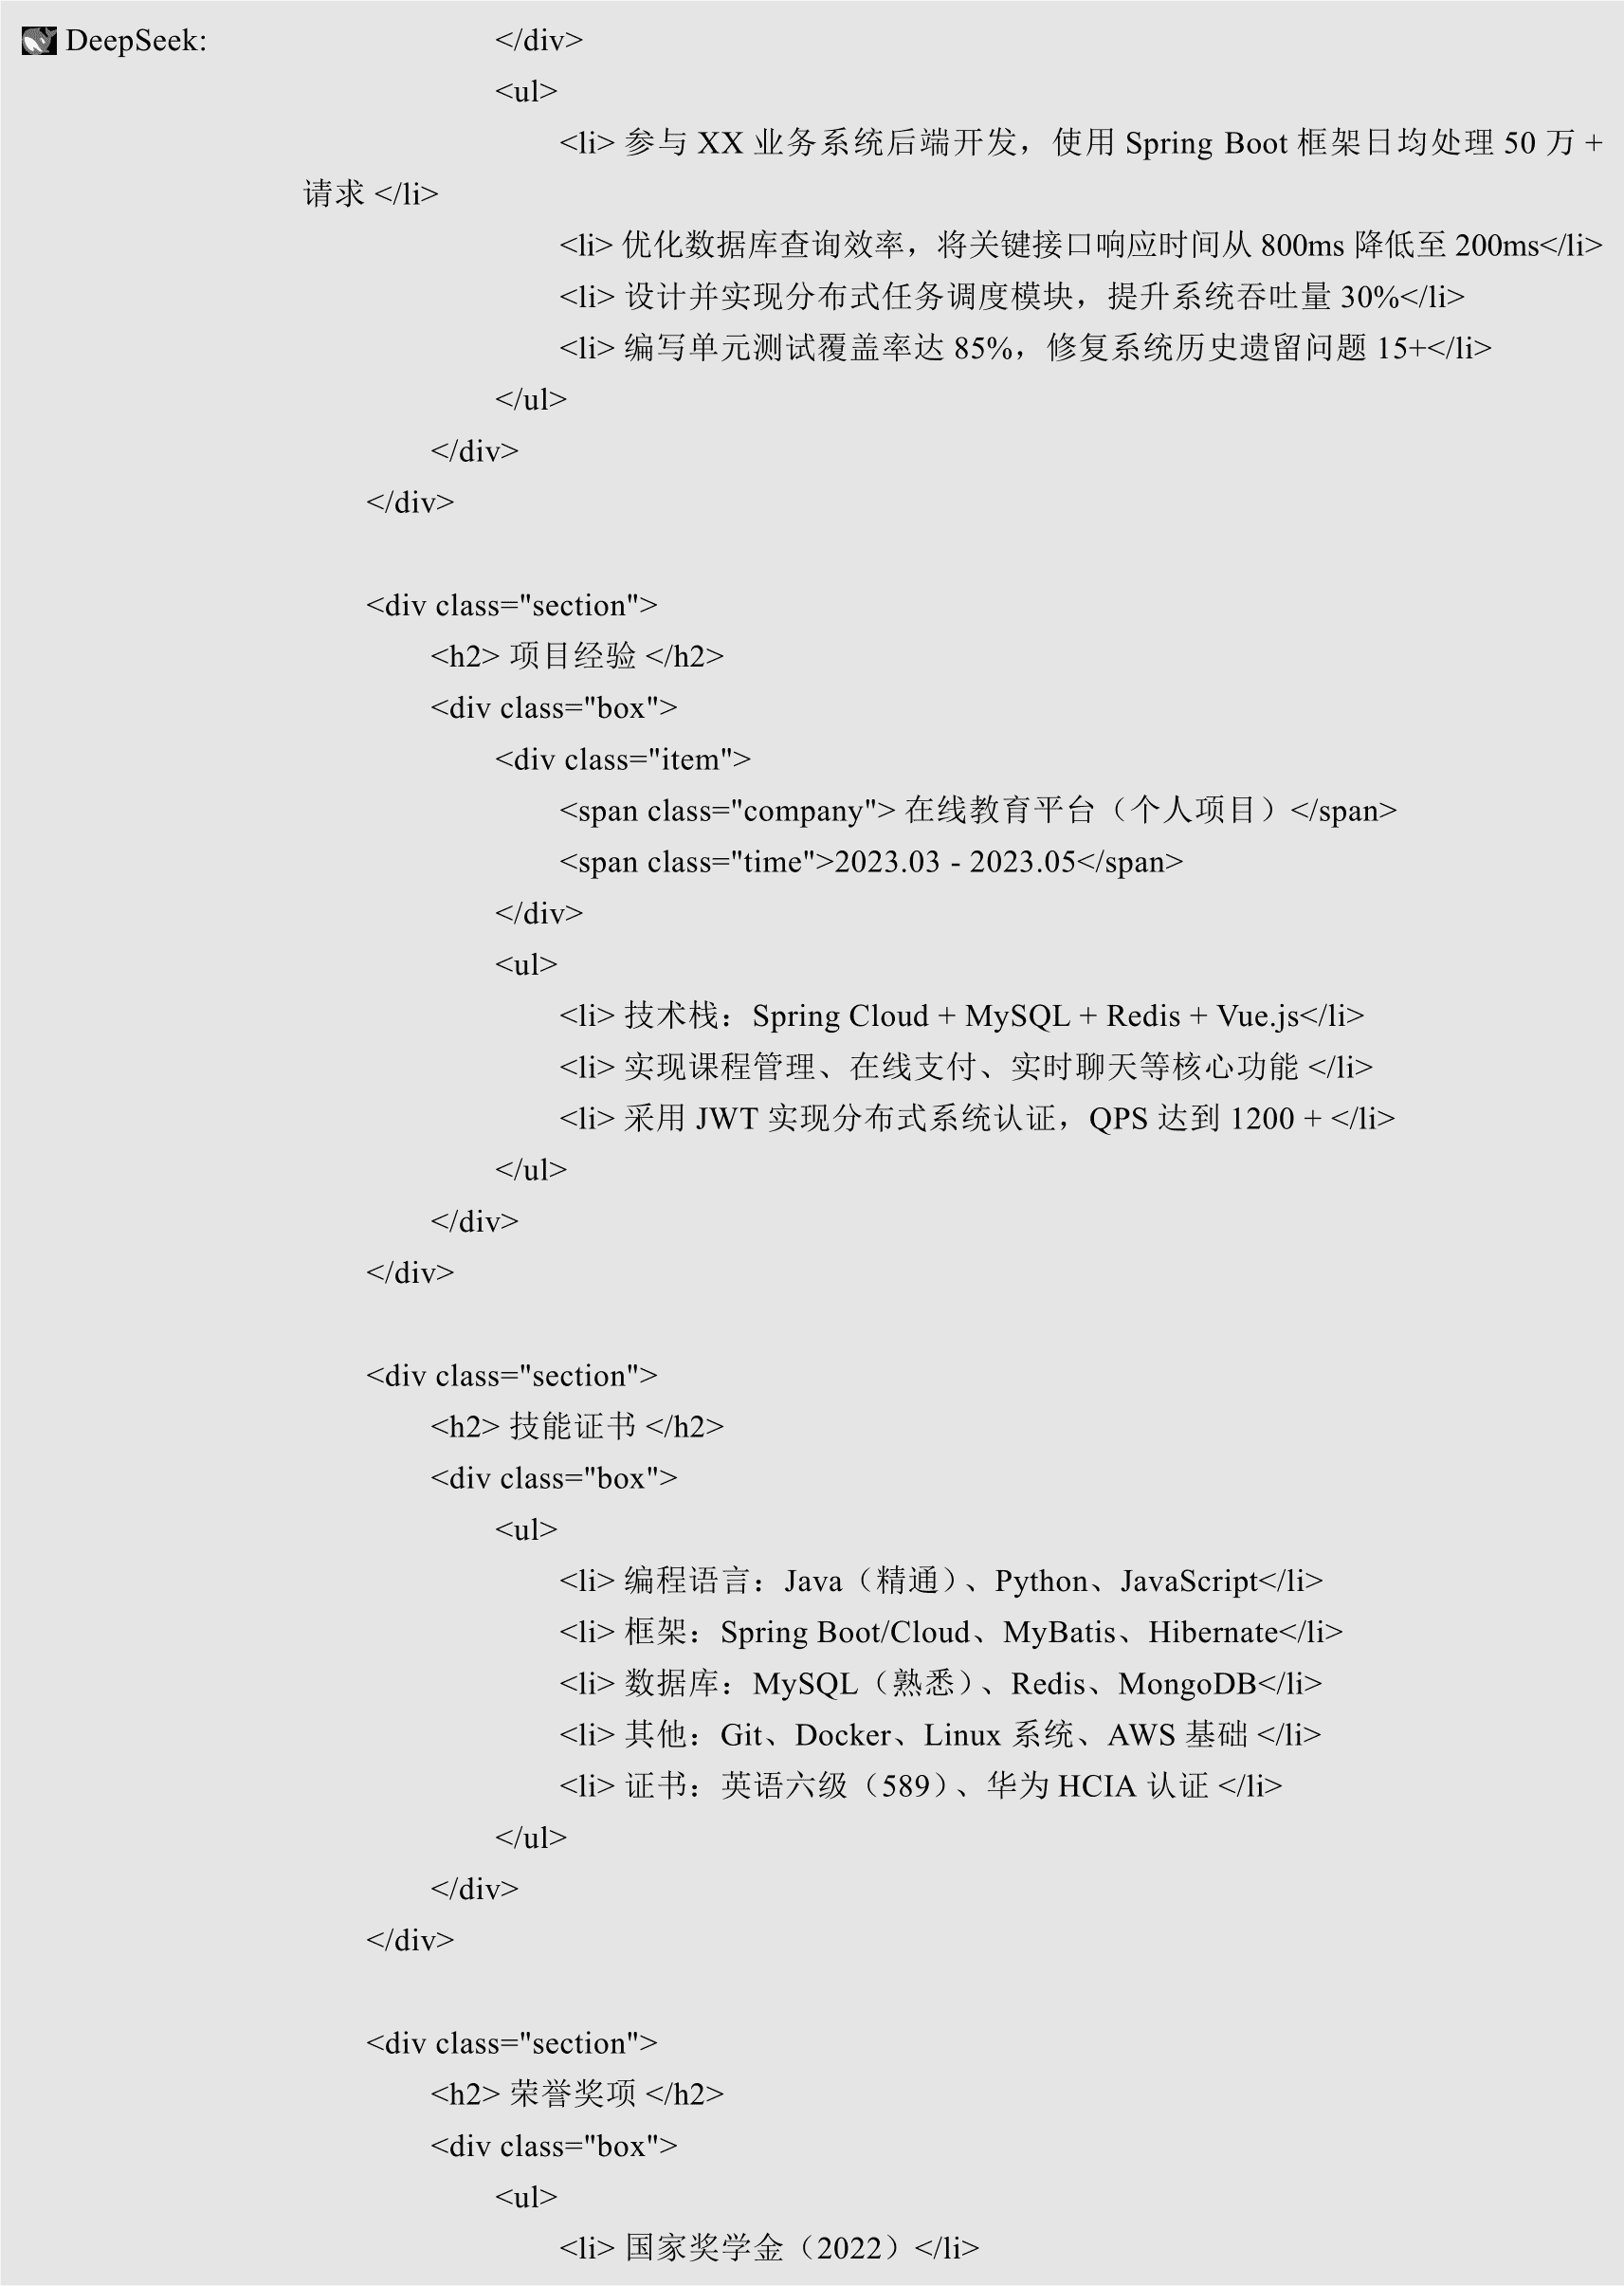 DeepSeek: </div>
<ul>
<li> 参与 XX 业务系统后端开发，使用 Spring Boot 框架日均处理 50 万 +
请求 </li>
<li> 优化数据库查询效率，将关键接口响应时间从 800ms 降低至 200ms</li>
<li> 设计并实现分布式任务调度模块，提升系统吞吐量 30%</li>
<li> 编写单元测试覆盖率达 85%，修复系统历史遗留问题 15+</li>
</ul>
</div>
</div>
<div class="section">
<h2> 项目经验 </h2>
<div class="box">
<div class="item">
<span class="company"> 在线教育平台（个人项目）</span>
<span class="time">2023.03 - 2023.05</span>
</div>
<ul>
<li> 技术栈：Spring Cloud + MySQL + Redis + Vue.js</li>
<li> 实现课程管理、在线支付、实时聊天等核心功能 </li>
<li> 采用 JWT 实现分布式系统认证，QPS 达到 1200 + </li>
</ul>
</div>
</div>
<div class="section">
<h2> 技能证书 </h2>
<div class="box">
<ul>
<li> 编程语言：Java（精通）、Python、JavaScript</li>
<li> 框架：Spring Boot/Cloud、MyBatis、Hibernate</li>
<li> 数据库：MySQL（熟悉）、Redis、MongoDB</li>
<li> 其他：Git、Docker、Linux 系统、AWS 基础 </li>
<li> 证书：英语六级（589）、华为 HCIA 认证 </li>
</ul>
</div>
</div>
<div class="section">
<h2> 荣誉奖项 </h2>
<div class="box">
<ul>
<li> 国家奖学金（2022）</li>